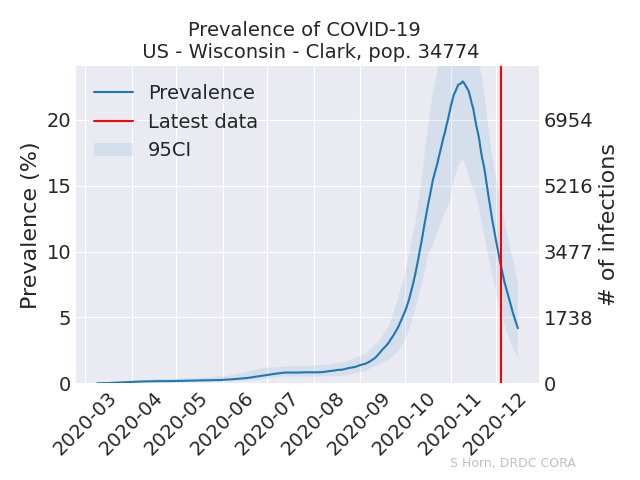 Prevalence of COVID-19
US - Wisconsin - Clark, pop. 34774
Prevalence
Latest data
95CI
Prevalence (%)
0
5
10
15
20
0
1738
3477
5216
6954
# of infections
2020-03
2020-04
2020-05
2020-06
2020-07
2020-08
2020-09
2020-10
2020-11
2020-12
S Horn, DRDC CORA